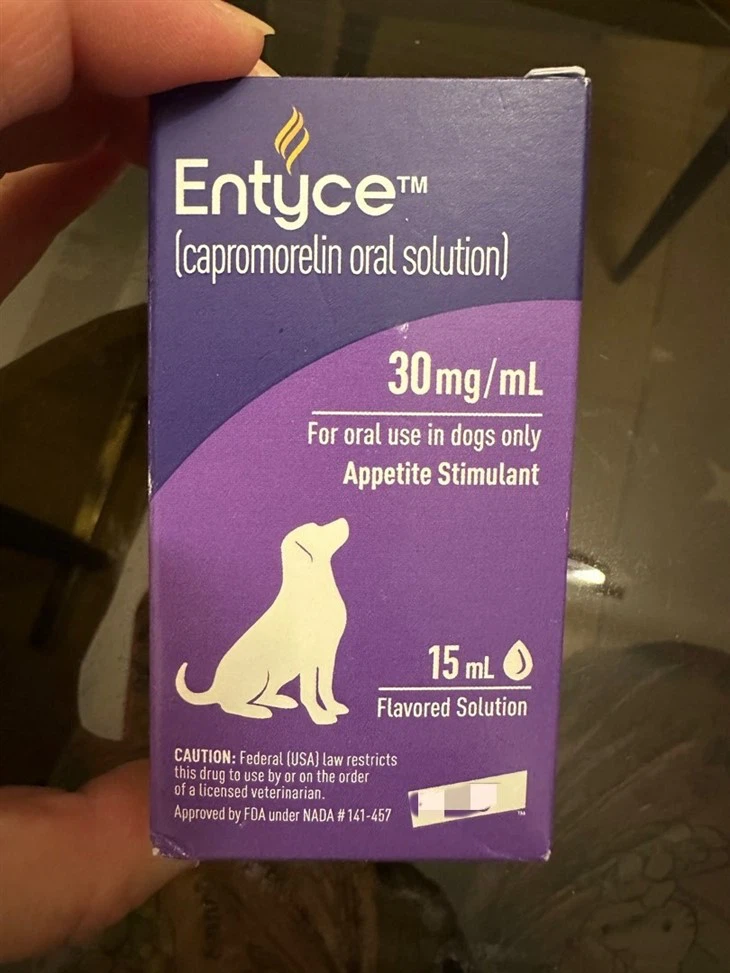 Entyce™
(capromorelin oral solution)
30 mg/mL
For oral use in dogs only
Appetite Stimulant
15 mL
Flavored Solution
CAUTION: Federal (USA) law restricts
this drug to use by or on the order
of a licensed veterinarian.
Approved by FDA under NADA # 141-457